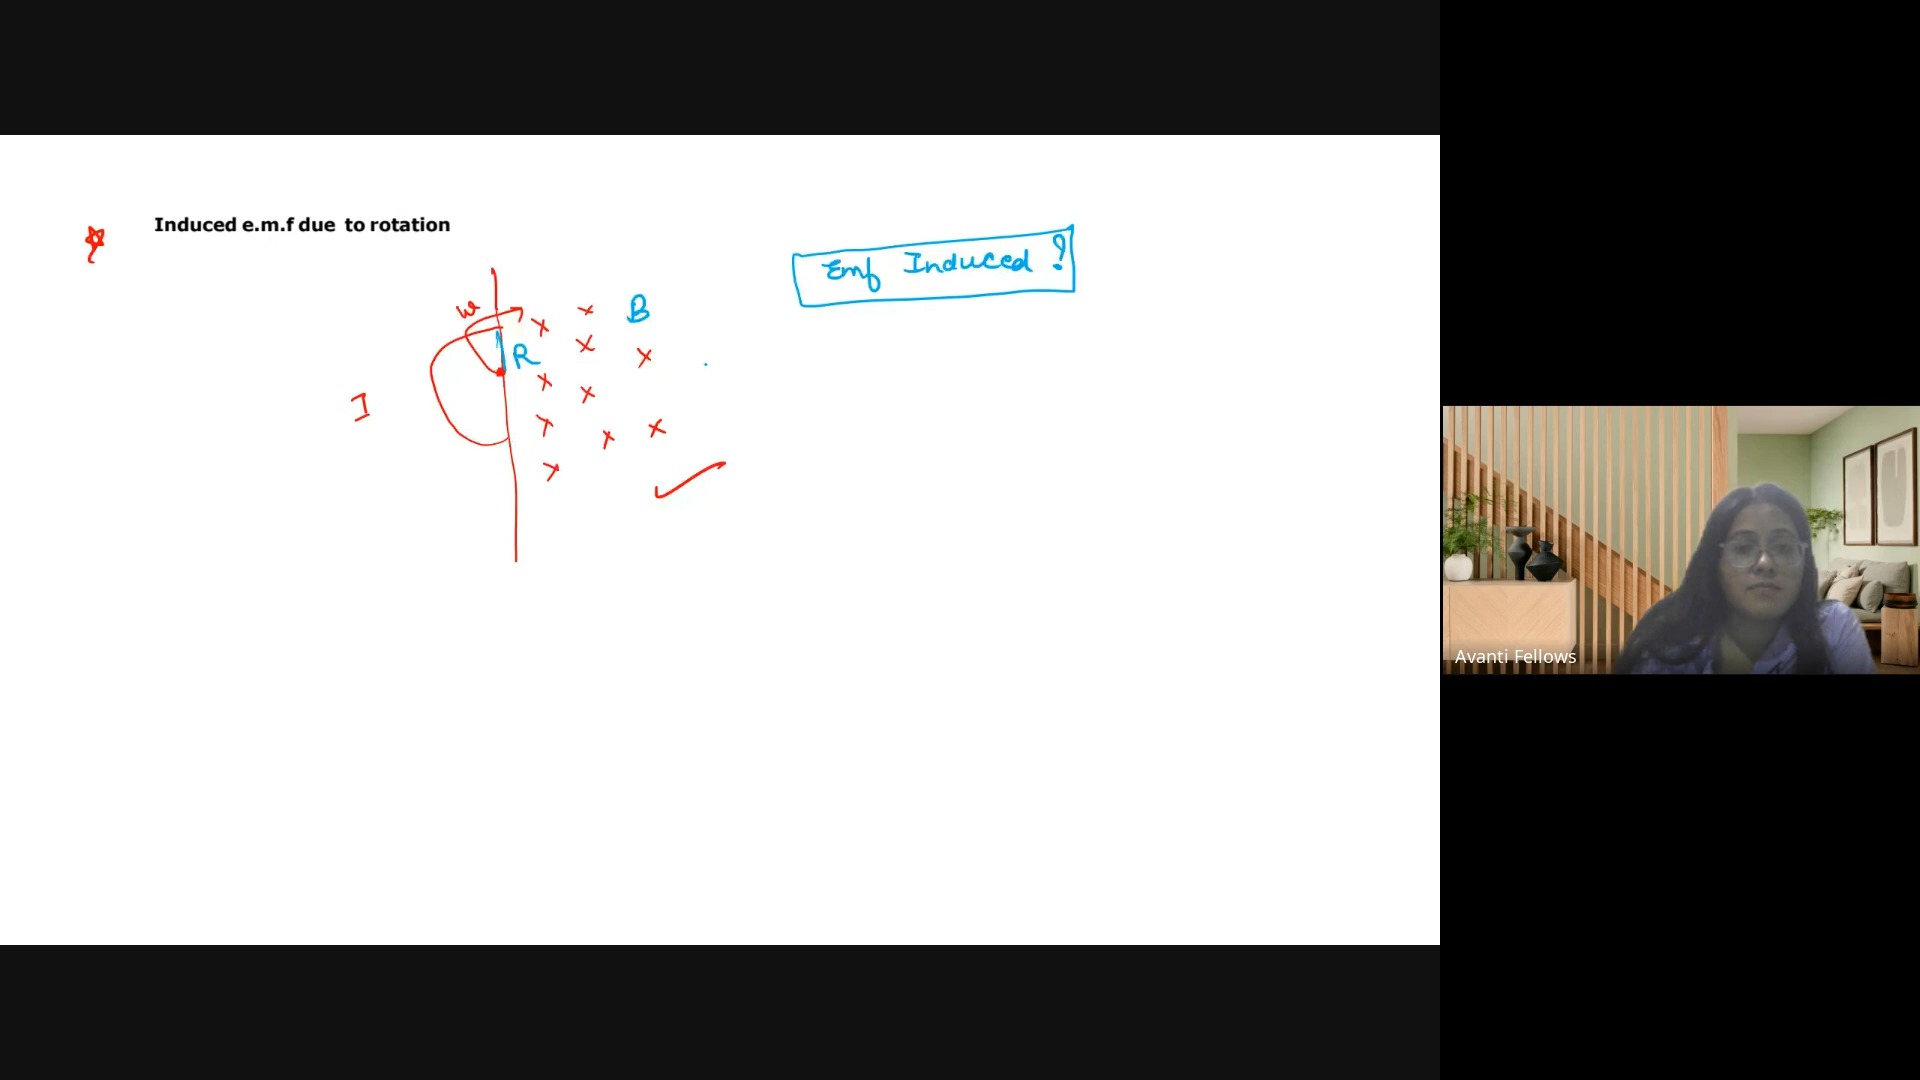 Induced e.m.f due to rotation
Emf Induced ?
ω
B
R
I
Avanti Fellows